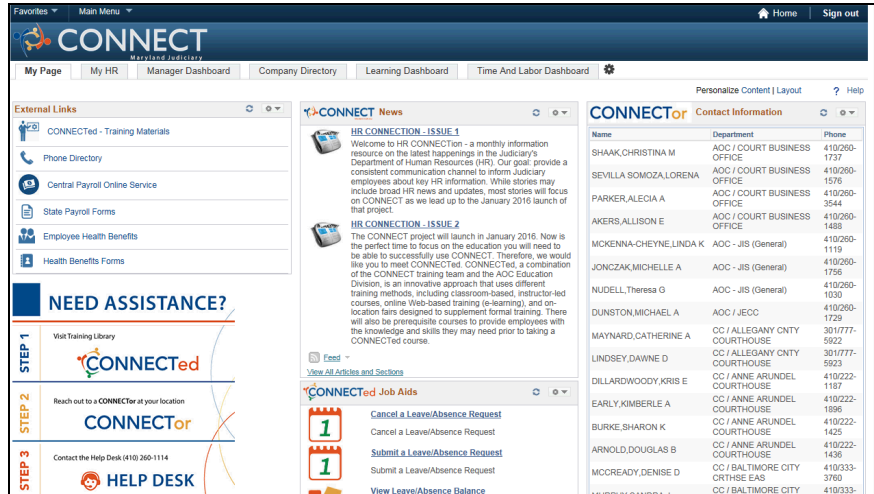 Favorites Main Menu Home Sign out
CONNECT
Maryland Judiciary
My Page My HR Manager Dashboard Company Directory Learning Dashboard Time And Labor Dashboard
Personalize Content | Layout ? Help
External Links
CONNECTed - Training Materials
Phone Directory
Central Payroll Online Service
State Payroll Forms
Employee Health Benefits
Health Benefits Forms
NEED ASSISTANCE?
STEP 1
Visit Training Library
CONNECTed
STEP 2
Reach out to a CONNECTor at your location
CONNECTor
STEP 3
Contact the Help Desk (410) 260-1114
HELP DESK
CONNECT News
HR CONNECTION - ISSUE 1
Welcome to HR CONNECTion - a monthly information
resource on the latest happenings in the Judiciary's
Department of Human Resources (HR). Our goal: provide a
consistent communication channel to inform Judiciary
employees about key HR information. While stories may
include broad HR news and updates, most stories will focus
on CONNECT as we lead up to the January 2016 launch of
that project.
HR CONNECTION - ISSUE 2
The CONNECT project will launch in January 2016. Now is
the perfect time to focus on the education you will need to
be able to successfully use CONNECT. Therefore, we would
like you to meet CONNECTed. CONNECTed, a combination
of the CONNECT training team and the AOC Education
Division, is an innovative approach that uses different
training methods, including classroom-based, instructor-led
courses, online Web-based training (e-learning), and on-
location fairs designed to supplement formal training. There
will also be prerequisite courses to provide employees with
the knowledge and skills they may need prior to taking a
CONNECTed course.
Feed
View All Articles and Sections
CONNECTed Job Aids
1
Cancel a Leave/Absence Request
Cancel a Leave/Absence Request
1
Submit a Leave/Absence Request
Submit a Leave/Absence Request
View Leave/Absence Balance
CONNECTor Contact Information
Name Department Phone
SHAAK,CHRISTINA M AOC / COURT BUSINESS 410/260-
OFFICE 1737
SEVILLA SOMOZA,LORENA AOC / COURT BUSINESS 410/260-
OFFICE 1576
PARKER,ALECIA A AOC / COURT BUSINESS 410/260-
OFFICE 3544
AKERS,ALLISON E AOC / COURT BUSINESS 410/260-
OFFICE 1488
MCKENNA-CHEYNE,LINDA K AOC - JIS (General) 410/260-
1119
JONCZAK,MICHELLE A AOC - JIS (General) 410/260-
1756
NUDELL,Theresa G AOC - JIS (General) 410/260-
1030
DUNSTON,MICHAEL A AOC / JECC 410/260-
1729
MAYNARD,CATHERINE A CC / ALLEGANY CNTY 301/777-
COURTHOUSE 5922
LINDSEY,DAWNE D CC / ALLEGANY CNTY 301/777-
COURTHOUSE 5923
DILLARDWOODY,KRIS E CC / ANNE ARUNDEL 410/222-
COURTHOUSE 1187
EARLY,KIMBERLE A CC / ANNE ARUNDEL 410/222-
COURTHOUSE 1896
BURKE,SHARON K CC / ANNE ARUNDEL 410/222-
COURTHOUSE 1425
ARNOLD,DOUGLAS B CC / ANNE ARUNDEL 410/222-
COURTHOUSE 1436
MCCREADY,DENISE D CC / BALTIMORE CITY 410/333-
CRTHSE EAS 3760
CC / BALTIMORE CITY 410/333-